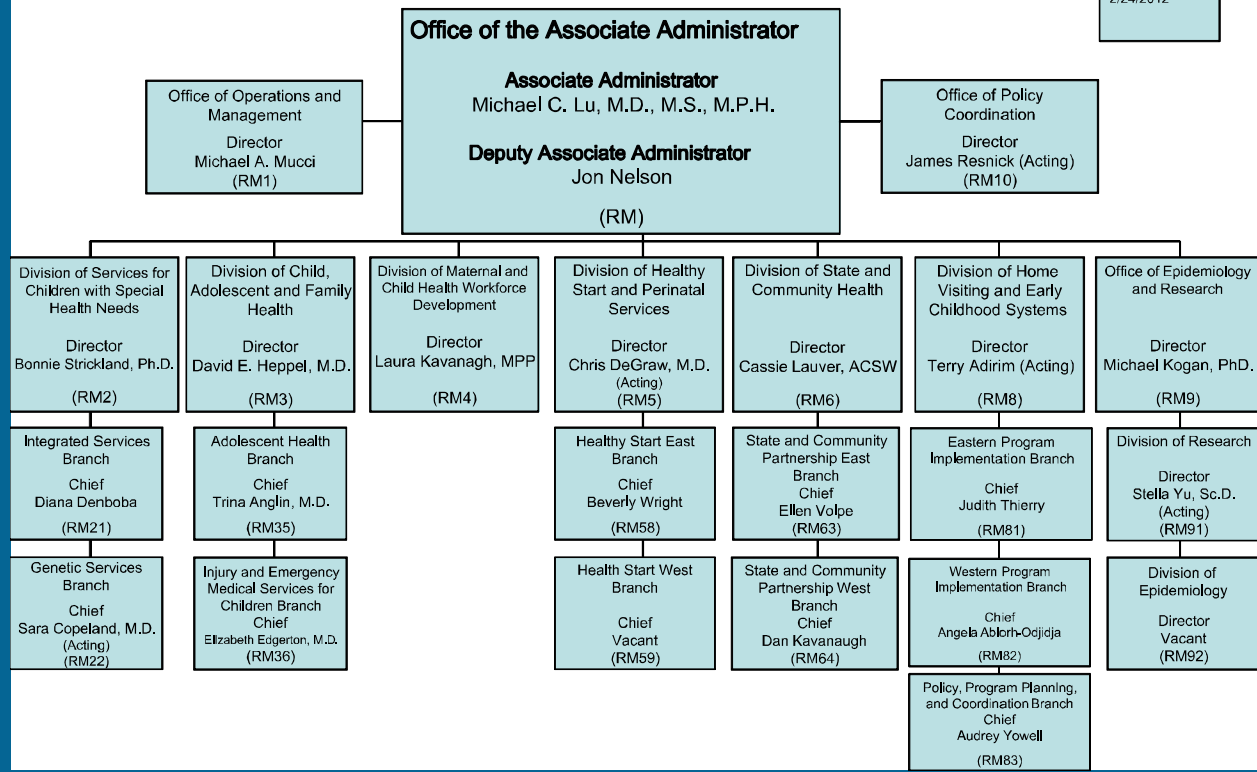 2/24/2012
Office of the Associate Administrator
Associate Administrator
Michael C. Lu, M.D., M.S., M.P.H.
Deputy Associate Administrator
Jon Nelson
(RM)
Office of Operations and
Management
Director
Michael A. Mucci
(RM1)
Office of Policy
Coordination
Director
James Resnick (Acting)
(RM10)
Division of Services for
Children with Special
Health Needs
Director
Bonnie Strickland, Ph.D.
(RM2)
Division of Child,
Adolescent and Family
Health
Director
David E. Heppel, M.D.
(RM3)
Division of Maternal and
Child Health Workforce
Development
Director
Laura Kavanagh, MPP
(RM4)
Division of Healthy
Start and Perinatal
Services
Director
Chris DeGraw, M.D.
(Acting)
(RM5)
Division of State and
Community Health
Director
Cassie Lauver, ACSW
(RM6)
Division of Home
Visiting and Early
Childhood Systems
Director
Terry Adirim (Acting)
(RM8)
Office of Epidemiology
and Research
Director
Michael Kogan, PhD.
(RM9)
Integrated Services
Branch
Chief
Diana Denboba
(RM21)
Adolescent Health
Branch
Chief
Trina Anglin, M.D.
(RM35)
Healthy Start East
Branch
Chief
Beverly Wright
(RM58)
State and Community
Partnership East
Branch
Chief
Ellen Volpe
(RM63)
Eastern Program
Implementation Branch
Chief
Judith Thierry
(RM81)
Division of Research
Director
Stella Yu, Sc.D.
(Acting)
(RM91)
Genetic Services
Branch
Chief
Sara Copeland, M.D.
(Acting)
(RM22)
Injury and Emergency
Medical Services for
Children Branch
Chief
Elizabeth Edgerton, M.D.
(RM36)
Health Start West
Branch
Chief
Vacant
(RM59)
State and Community
Partnership West
Branch
Chief
Dan Kavanaugh
(RM64)
Western Program
Implementation Branch
Chief
Angela Ablorh-Odjidja
(RM82)
Division of
Epidemiology
Director
Vacant
(RM92)
Policy, Program Planning,
and Coordination Branch
Chief
Audrey Yowell
(RM83)